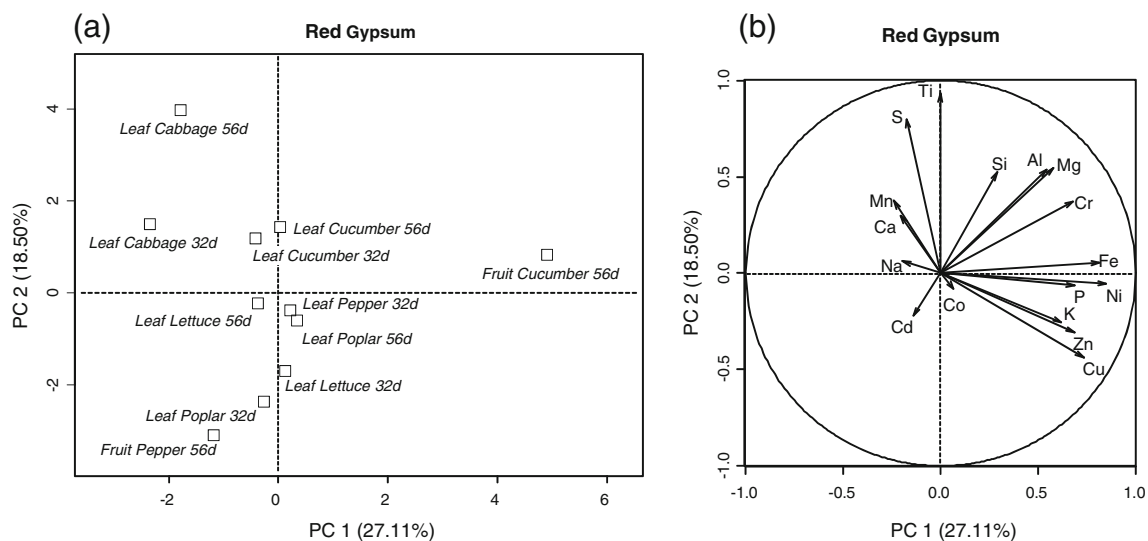 (a)
Red Gypsum
4
2
0
-2
PC 2 (18.50%)
Leaf Cabbage 56d
Leaf Cabbage 32d
Leaf Cucumber 56d
Leaf Cucumber 32d
Fruit Cucumber 56d
Leaf Pepper 32d
Leaf Lettuce 56d
Leaf Poplar 56d
Leaf Lettuce 32d
Leaf Poplar 32d
Fruit Pepper 56d
-2 0 2 4 6
PC 1 (27.11%)
(b)
Red Gypsum
1.0
0.5
0.0
-0.5
-1.0
PC 2 (18.50%)
Ti
S
Si
Al
Mg
Mn
Cr
Ca
Na
Fe
Ni
P
Co
K
Cd
Zn
Cu
-1.0 -0.5 0.0 0.5 1.0
PC 1 (27.11%)